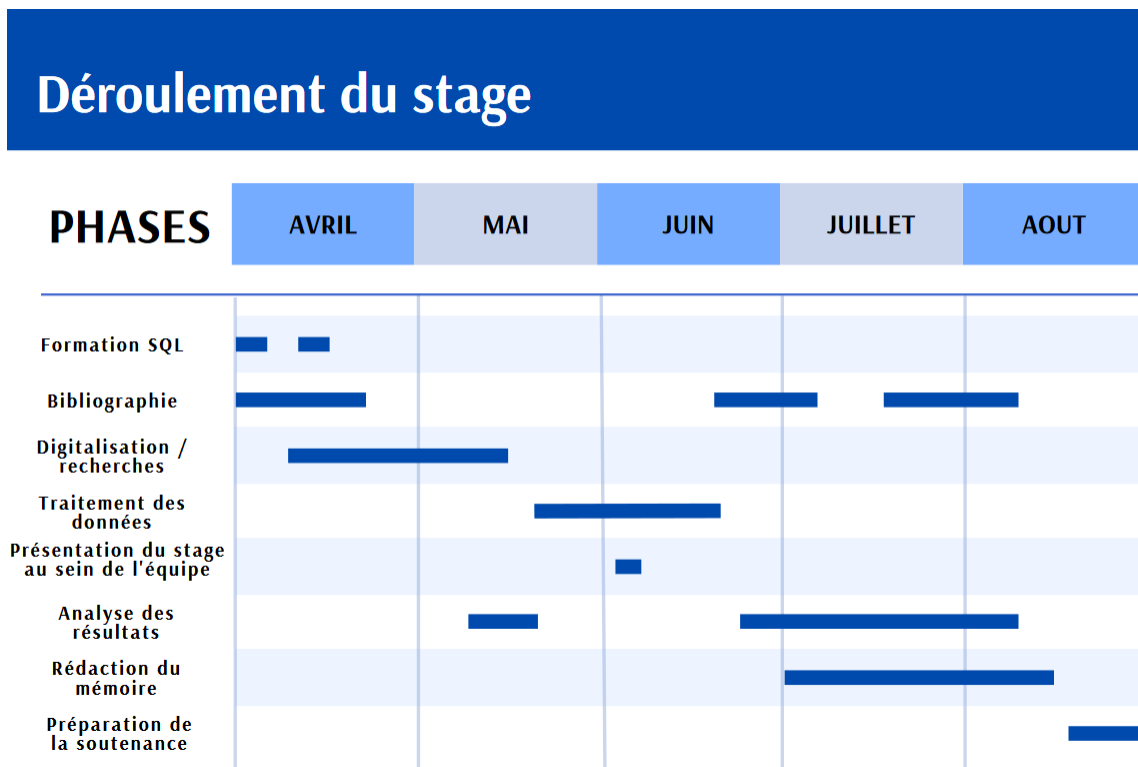 Déroulement du stage
PHASES
AVRIL
MAI
JUIN
JUILLET
AOUT
Formation SQL
Bibliographie
Digitalisation /
recherches
Traitement des
données
Présentation du stage
au sein de l'équipe
Analyse des
résultats
Rédaction du
mémoire
Préparation de
la soutenance